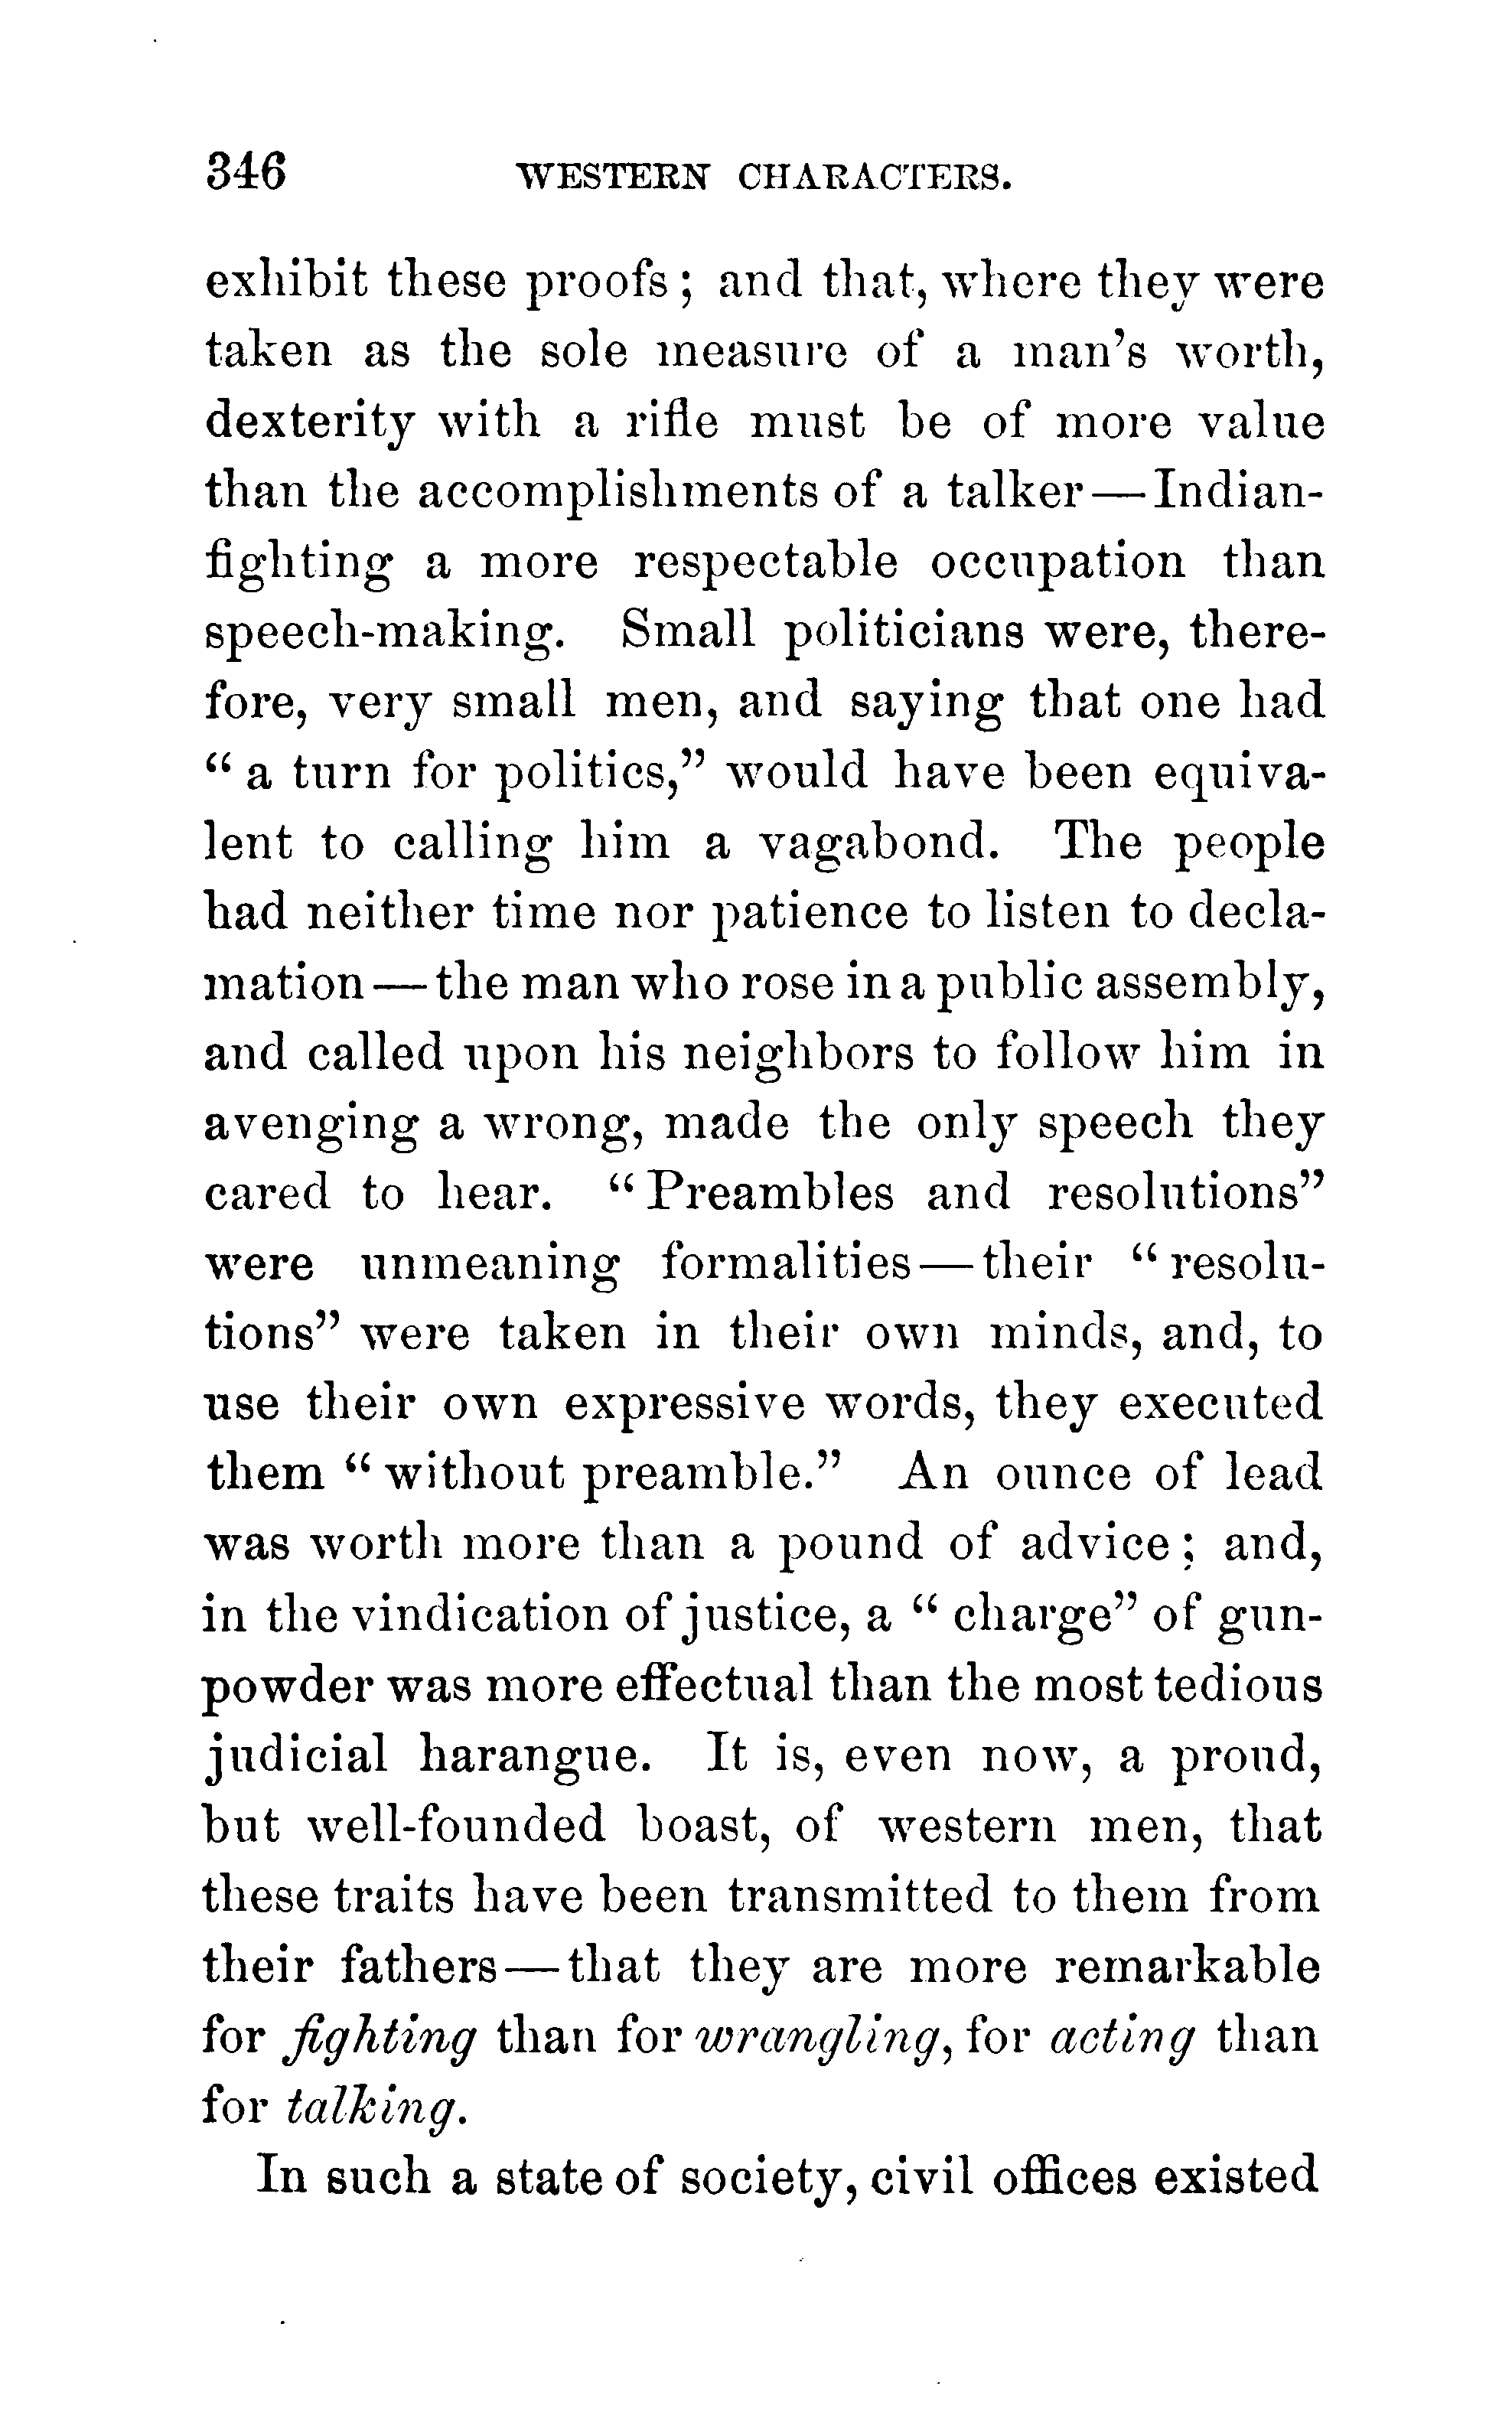 346 WESTERN CHARACTERS.
exhibit these proofs; and that, where they were
taken as the sole measure of a man's worth,
dexterity with a rifle must be of more value
than the accomplishments of a talker—Indian-
fighting a more respectable occupation than
speech-making. Small politicians were, there-
fore, very small men, and saying that one had
"a turn for politics," would have been equiva-
lent to calling him a vagabond. The people
had neither time nor patience to listen to decla-
mation—the man who rose in a public assembly,
and called upon his neighbors to follow him in
avenging a wrong, made the only speech they
cared to hear. "Preambles and resolutions"
were unmeaning formalities—their "resolu-
tions" were taken in their own minds, and, to
use their own expressive words, they executed
them "without preamble." An ounce of lead
was worth more than a pound of advice; and,
in the vindication of justice, a "charge" of gun-
powder was more effectual than the most tedious
judicial harangue. It is, even now, a proud,
but well-founded boast, of western men, that
these traits have been transmitted to them from
their fathers—that they are more remarkable
for fighting than for wrangling, for acting than
for talking.
In such a state of society, civil offices existed